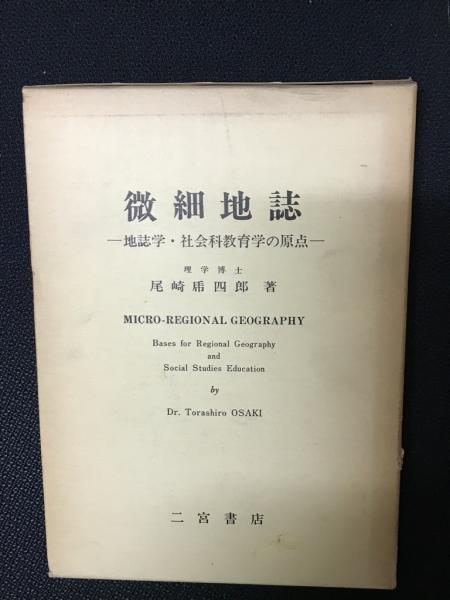 微細地誌
―地誌学・社会科教育学の原点―
理学博士
尾崎乕四郎 著
MICRO-REGIONAL GEOGRAPHY
Bases for Regional Geography
and
Social Studies Education
by
Dr. Torashiro OSAKI
二宮書店